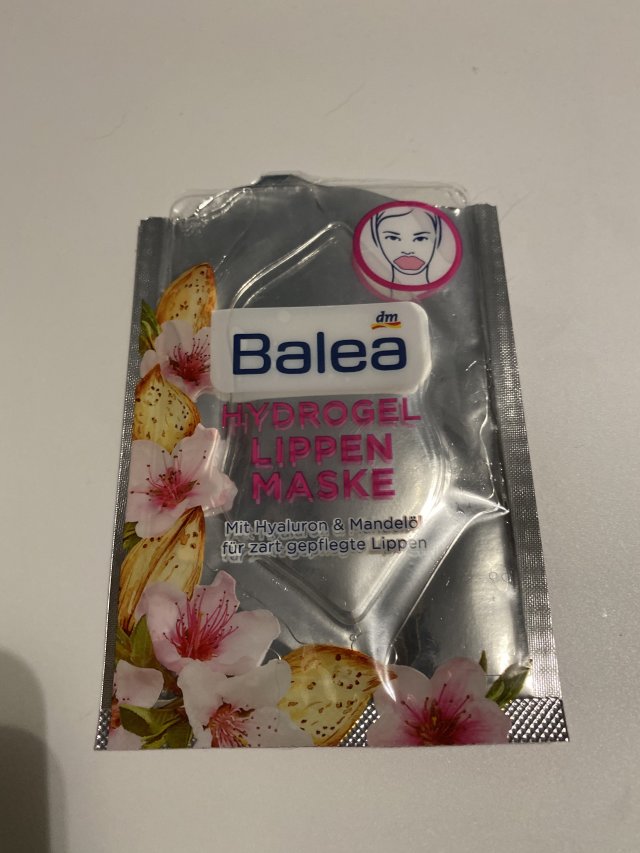 dm
Balea
HYDROGEL
LIPPEN
MASKE
Mit Hyaluron & Mandelöl
für zart gepflegte Lippen